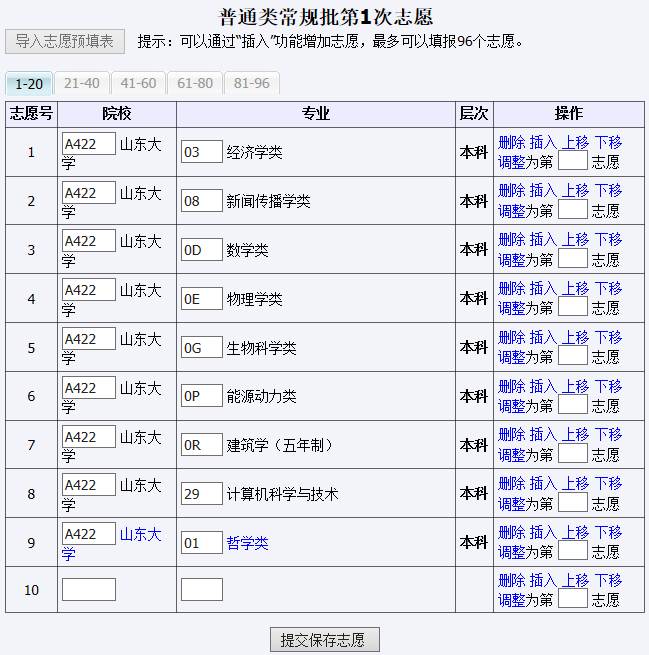 普通类常规批第1次志愿
导入志愿预填表 提示：可以通过“插入”功能增加志愿，最多可以填报96个志愿。
1-20 21-40 41-60 61-80 81-96
志愿号 院校 专业 层次 操作
1 A422 山东大学 03 经济学类 本科 删除 插入 上移 下移
调整为第 志愿
2 A422 山东大学 08 新闻传播学类 本科 删除 插入 上移 下移
调整为第 志愿
3 A422 山东大学 0D 数学类 本科 删除 插入 上移 下移
调整为第 志愿
4 A422 山东大学 0E 物理学类 本科 删除 插入 上移 下移
调整为第 志愿
5 A422 山东大学 0G 生物科学类 本科 删除 插入 上移 下移
调整为第 志愿
6 A422 山东大学 0P 能源动力类 本科 删除 插入 上移 下移
调整为第 志愿
7 A422 山东大学 0R 建筑学（五年制） 本科 删除 插入 上移 下移
调整为第 志愿
8 A422 山东大学 29 计算机科学与技术 本科 删除 插入 上移 下移
调整为第 志愿
9 A422 山东大学 01 哲学类 本科 删除 插入 上移 下移
调整为第 志愿
10 删除 插入 上移 下移
调整为第 志愿
提交保存志愿